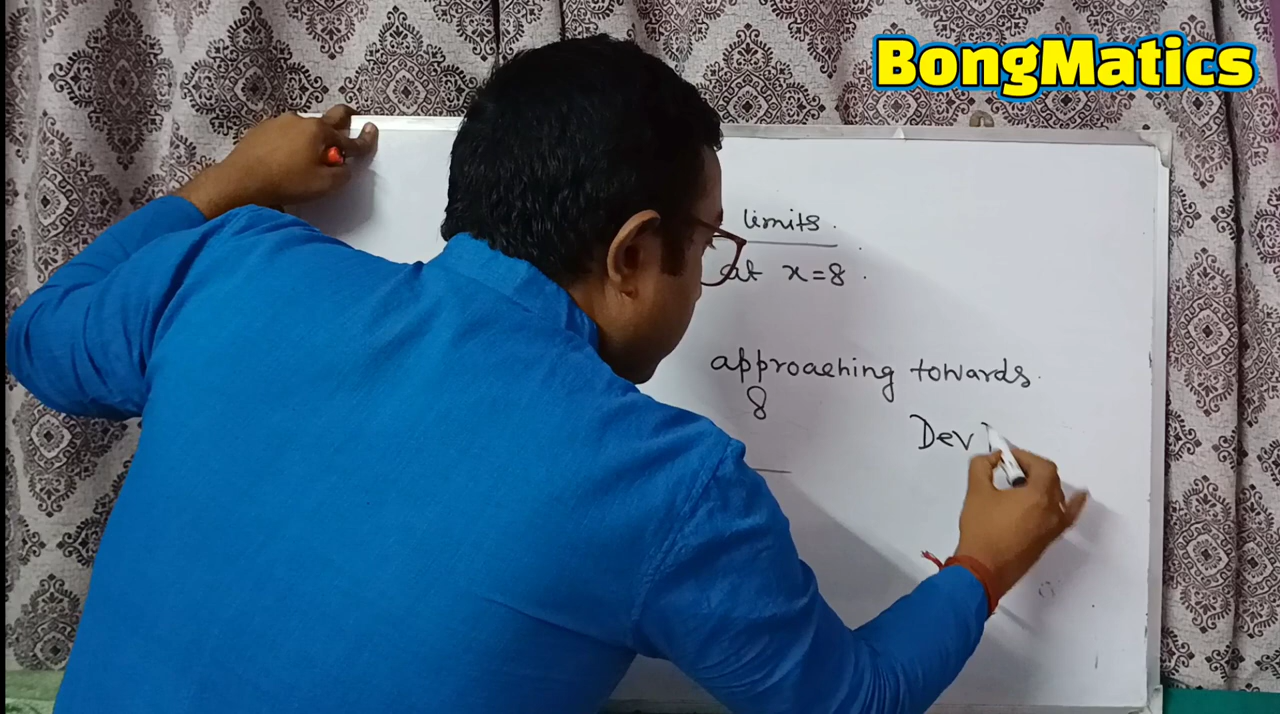 BongMatics
limits.
at x=8.
approaching towards.
8
Dev